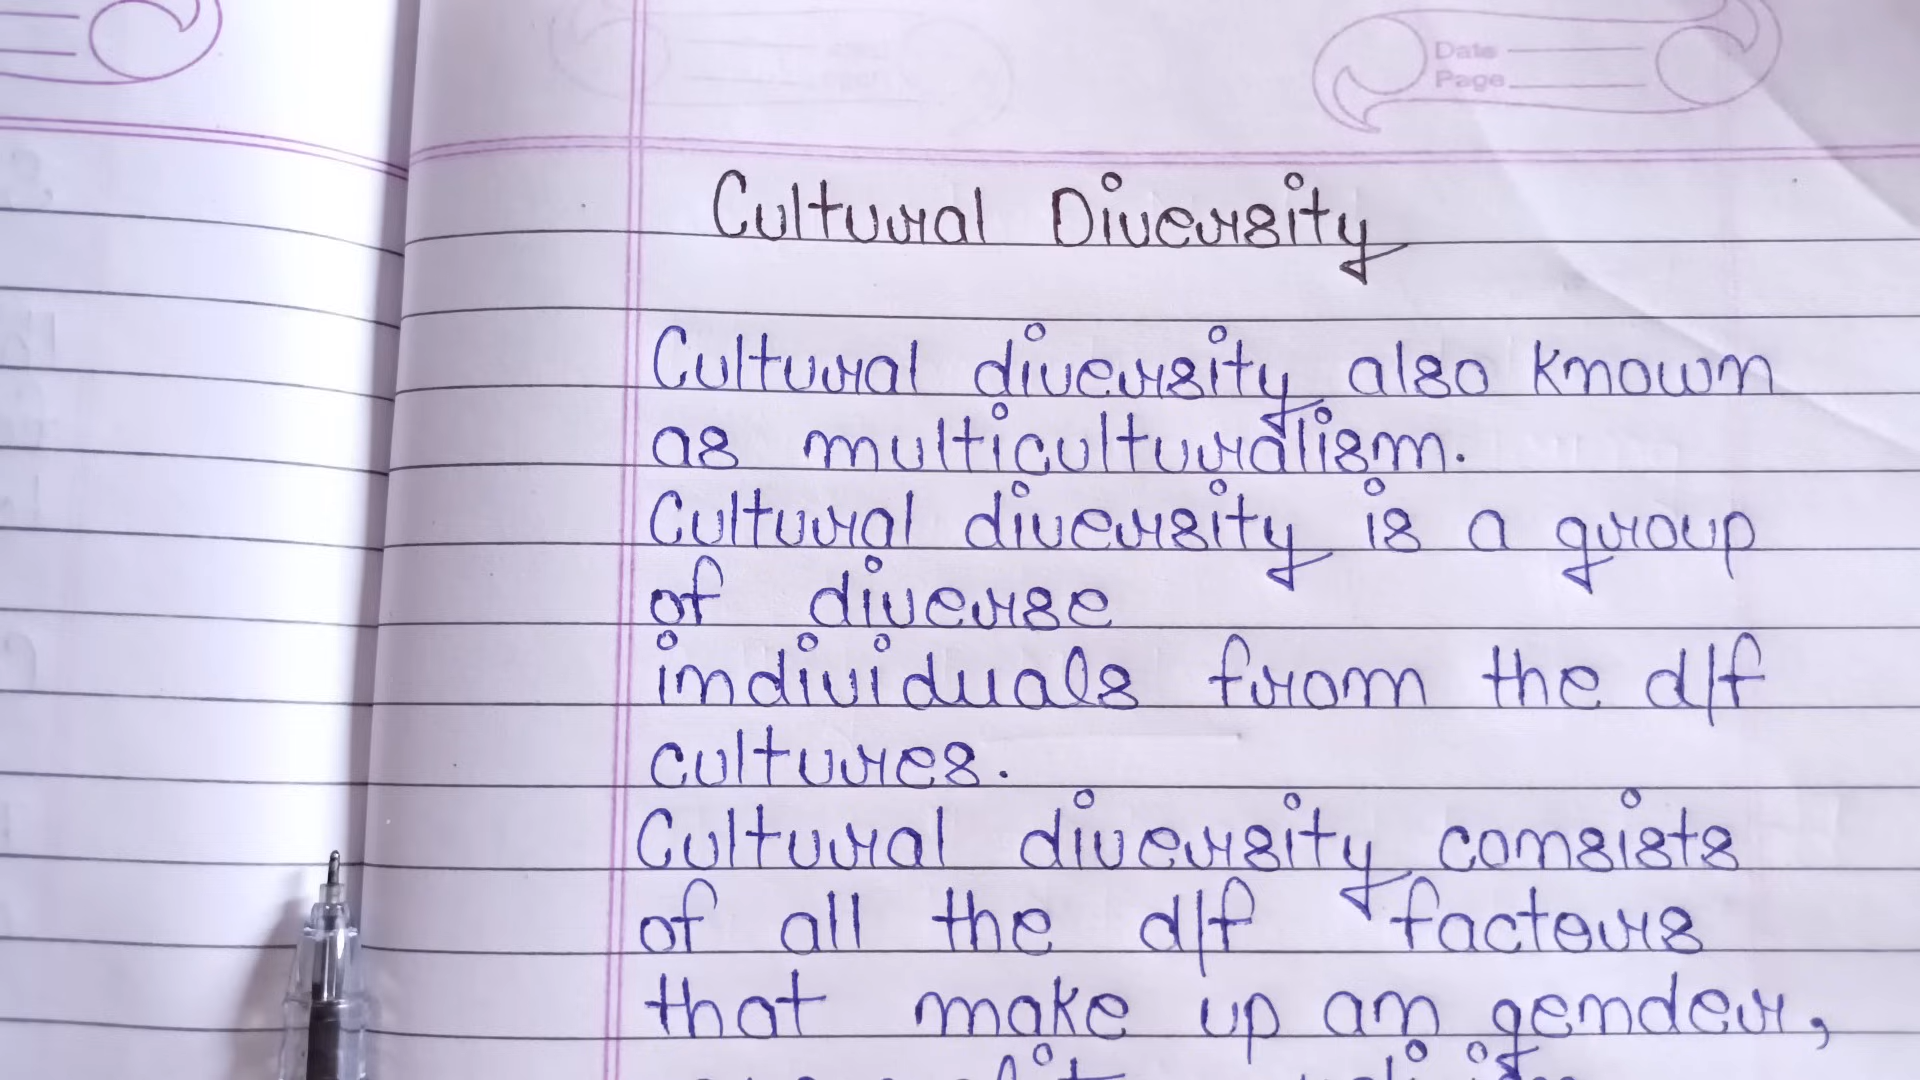 Date
Page
Cultural Diversity
Cultural diversity also known
as multiculturalism.
Cultural diversity is a group
of diverse
individuals from the d/f
cultures.
Cultural diversity consists
of all the d/f factors
that make up an gender,